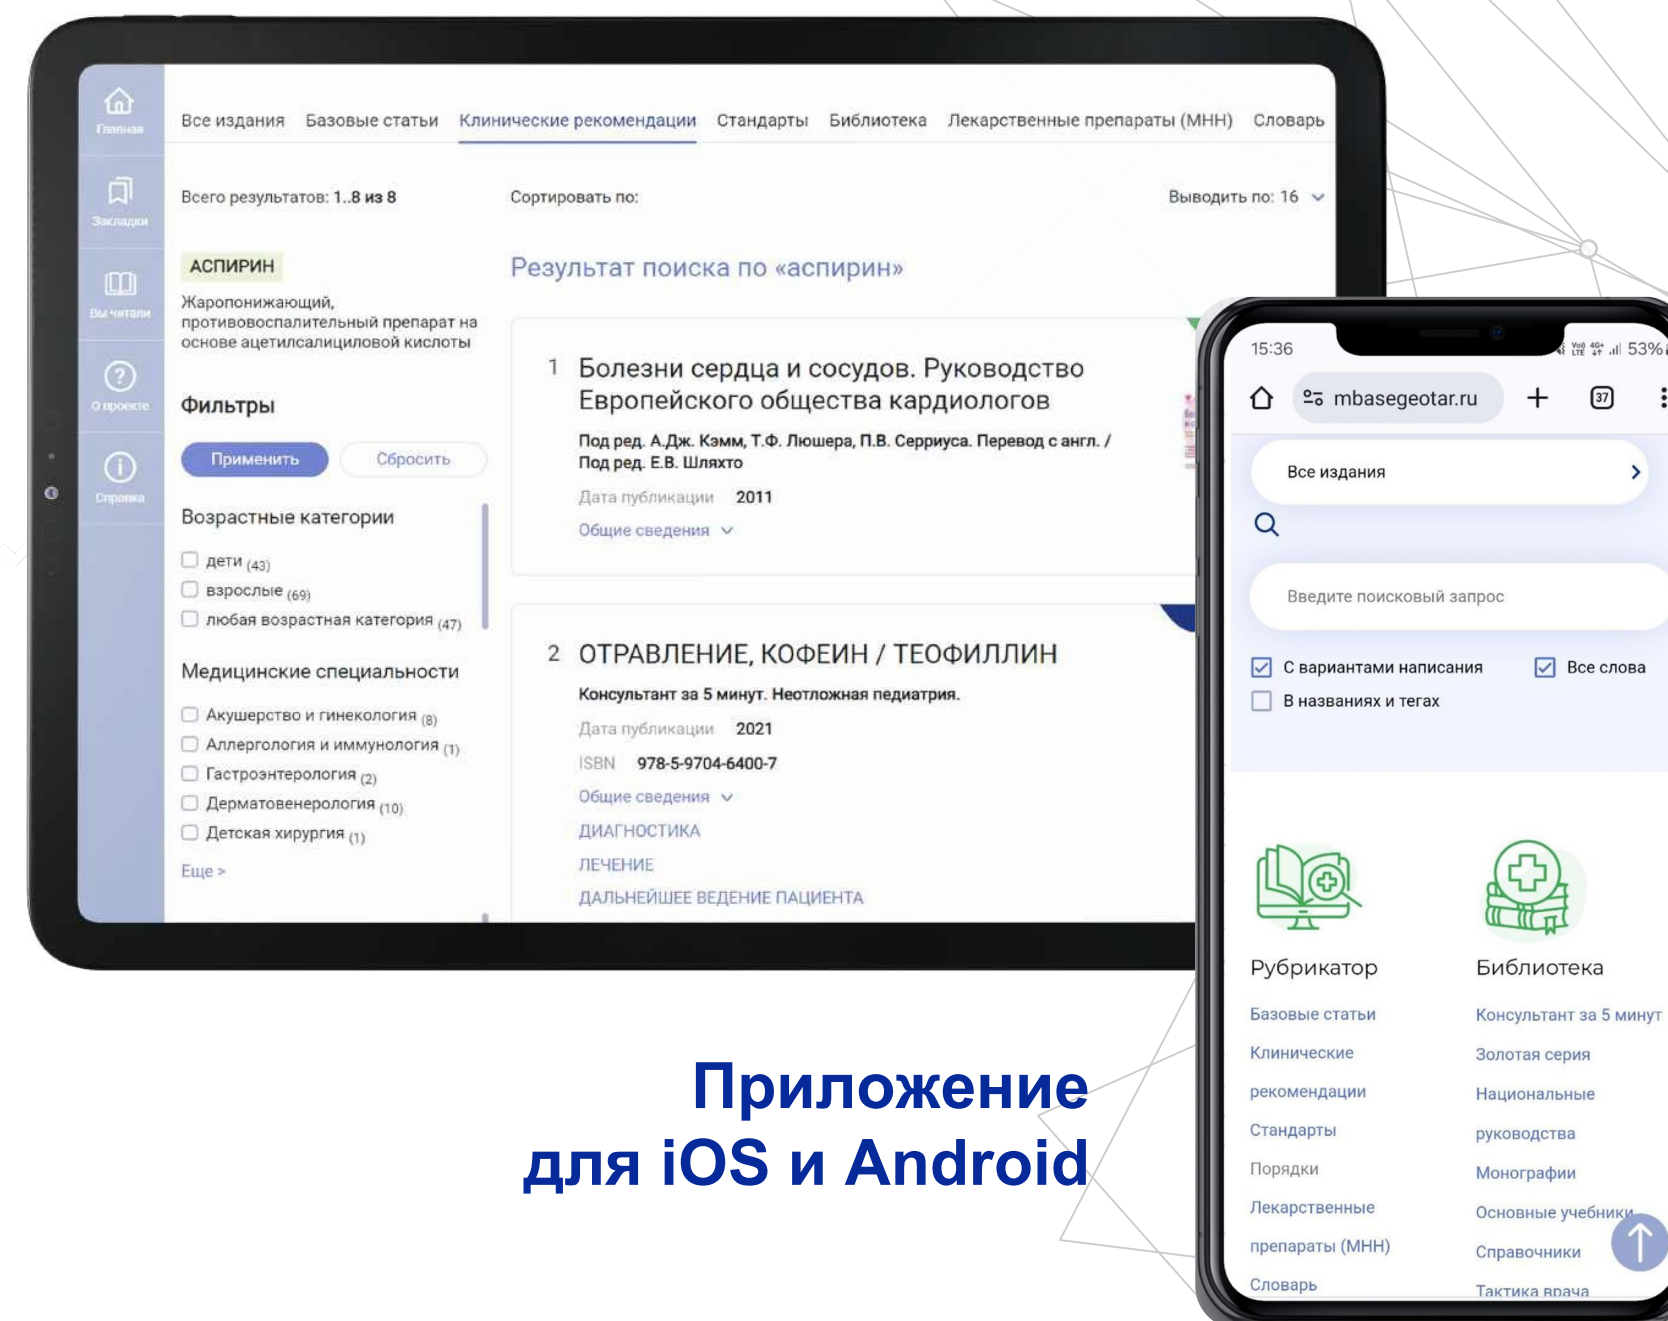 Главная
Закладки
Вы читали
О проекте
Справка
Все издания Базовые статьи Клинические рекомендации Стандарты Библиотека Лекарственные препараты (МНН) Словарь
Всего результатов: 1..8 из 8 Сортировать по: Выводить по: 16
АСПИРИН
Жаропонижающий,
противовоспалительный препарат на
основе ацетилсалициловой кислоты
Фильтры
Применить Сбросить
Возрастные категории
дети (43)
взрослые (69)
любая возрастная категория (47)
Медицинские специальности
Акушерство и гинекология (8)
Аллергология и иммунология (1)
Гастроэнтерология (2)
Дерматовенерология (10)
Детская хирургия (1)
Еще >
Результат поиска по «аспирин»
1 Болезни сердца и сосудов. Руководство
Европейского общества кардиологов
Под ред. А.Дж. Кэмм, Т.Ф. Люшера, П.В. Серриуса. Перевод с англ. /
Под ред. Е.В. Шляхто
Дата публикации 2011
Общие сведения
2 ОТРАВЛЕНИЕ, КОФЕИН / ТЕОФИЛЛИН
Консультант за 5 минут. Неотложная педиатрия.
Дата публикации 2021
ISBN 978-5-9704-6400-7
Общие сведения
ДИАГНОСТИКА
ЛЕЧЕНИЕ
ДАЛЬНЕЙШЕЕ ВЕДЕНИЕ ПАЦИЕНТА
15:36 53%
mbasegeotar.ru 37
Все издания
Введите поисковый запрос
С вариантами написания Все слова
В названиях и тегах
Рубрикатор
Базовые статьи
Клинические
рекомендации
Стандарты
Порядки
Лекарственные
препараты (МНН)
Словарь
Библиотека
Консультант за 5 минут
Золотая серия
Национальные
руководства
Монографии
Основные учебники
Справочники
Тактика врача
Приложение
для iOS и Android